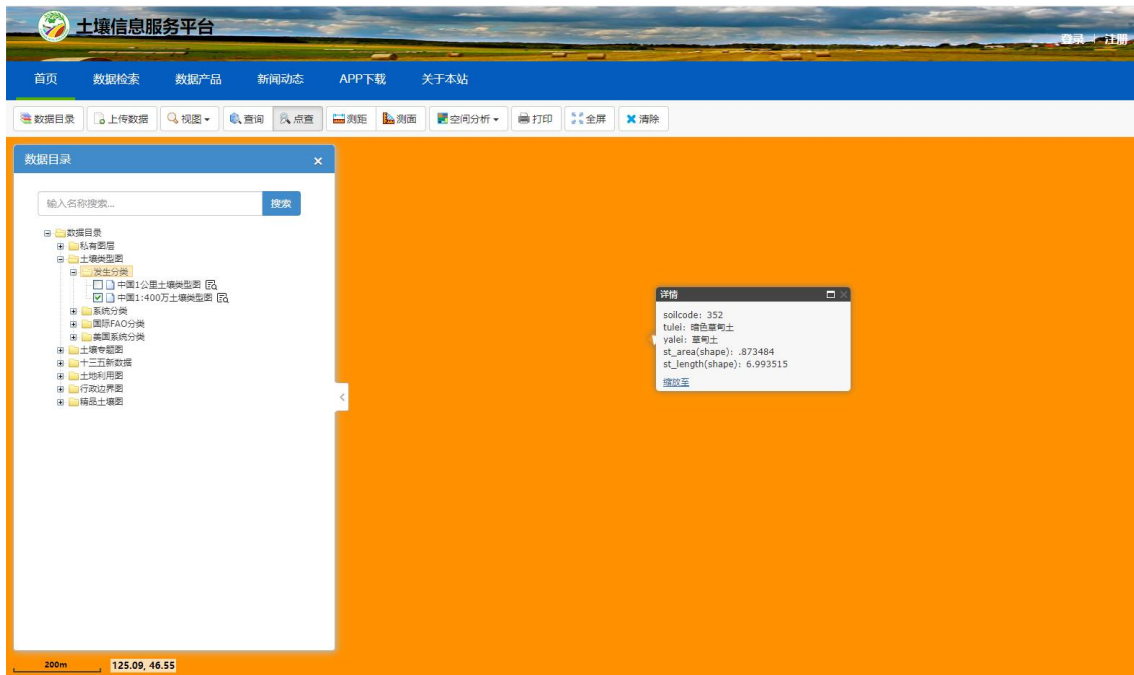 土壤信息服务平台
登录 | 注册
首页 数据检索 数据产品 新闻动态 APP下载 关于本站
数据目录 上传数据 视图 查询 点查 测距 测面 空间分析 打印 全屏 清除
数据目录 ×
输入名称搜索... 搜索
数据目录
私有图层
土壤类型图
发生分类
中国1公里土壤类型图
中国1:400万土壤类型图
系统分类
国际FAO分类
美国系统分类
土壤专题图
十三五新数据
土地利用图
行政边界图
精品土壤图
详情
soilcode: 352
tulei: 暗色草甸土
yalei: 草甸土
st_area(shape): .873484
st_length(shape): 6.993515
缩放至
200m 125.09, 46.55